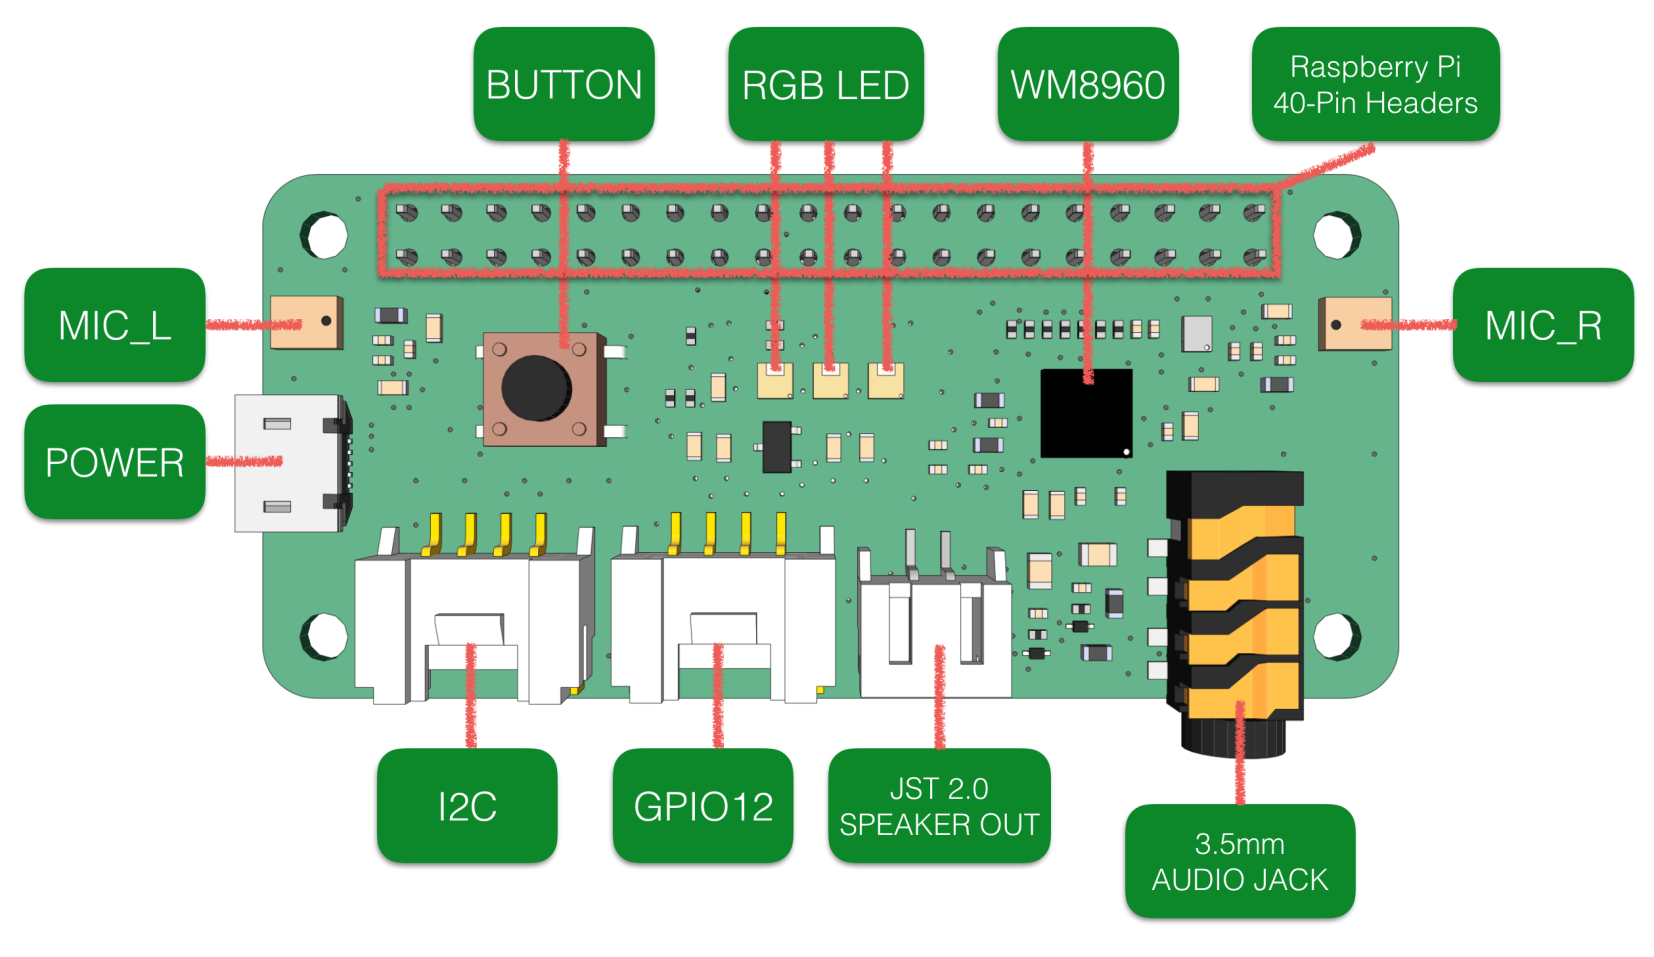 BUTTON
RGB LED
WM8960
Raspberry Pi
40-Pin Headers
MIC_L
MIC_R
POWER
I2C
GPIO12
JST 2.0
SPEAKER OUT
3.5mm
AUDIO JACK